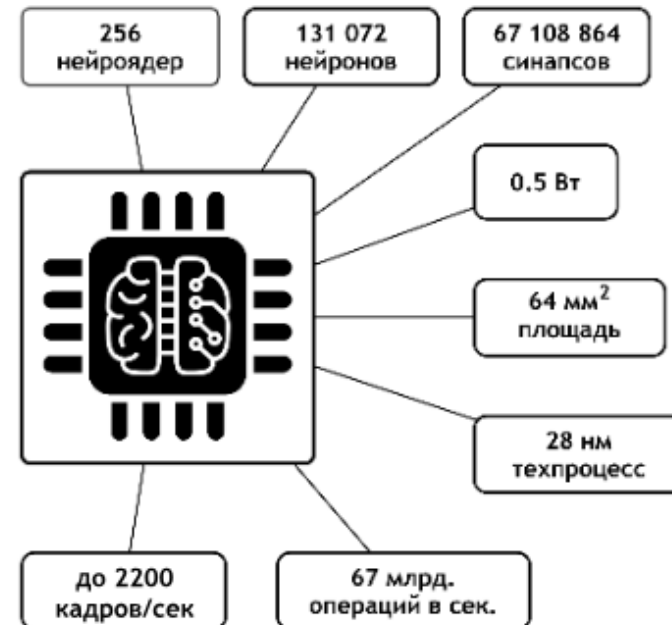 256
нейроядер
131 072
нейронов
67 108 864
синапсов
0.5 Вт
64 мм²
площадь
28 нм
техпроцесс
до 2200
кадров/сек
67 млрд.
операций в сек.